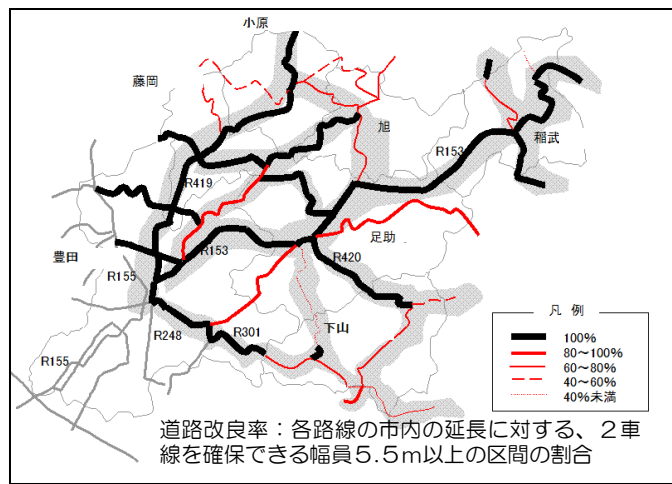 小原
藤岡
旭
R153
稲武
R419
足助
豊田
R153
R420
R155
下山
R248
R301
R155
凡 例
100%
80～100%
60～80%
40～60%
40%未満
道路改良率：各路線の市内の延長に対する、２車
線を確保できる幅員５.５ｍ以上の区間の割合